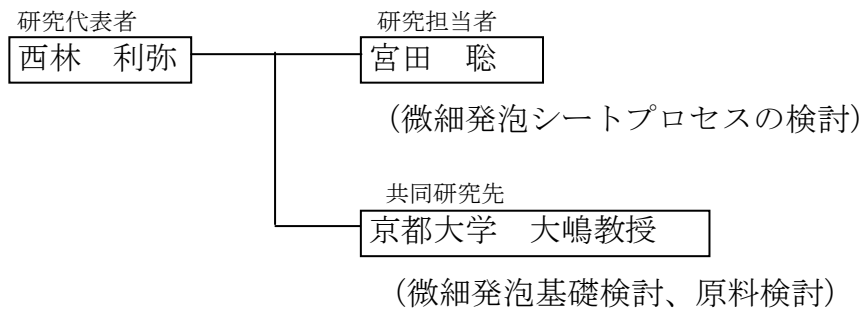 研究代表者
西林　利弥
研究担当者
宮田　聡
（微細発泡シートプロセスの検討）
共同研究先
京都大学　大嶋教授
（微細発泡基礎検討、原料検討）